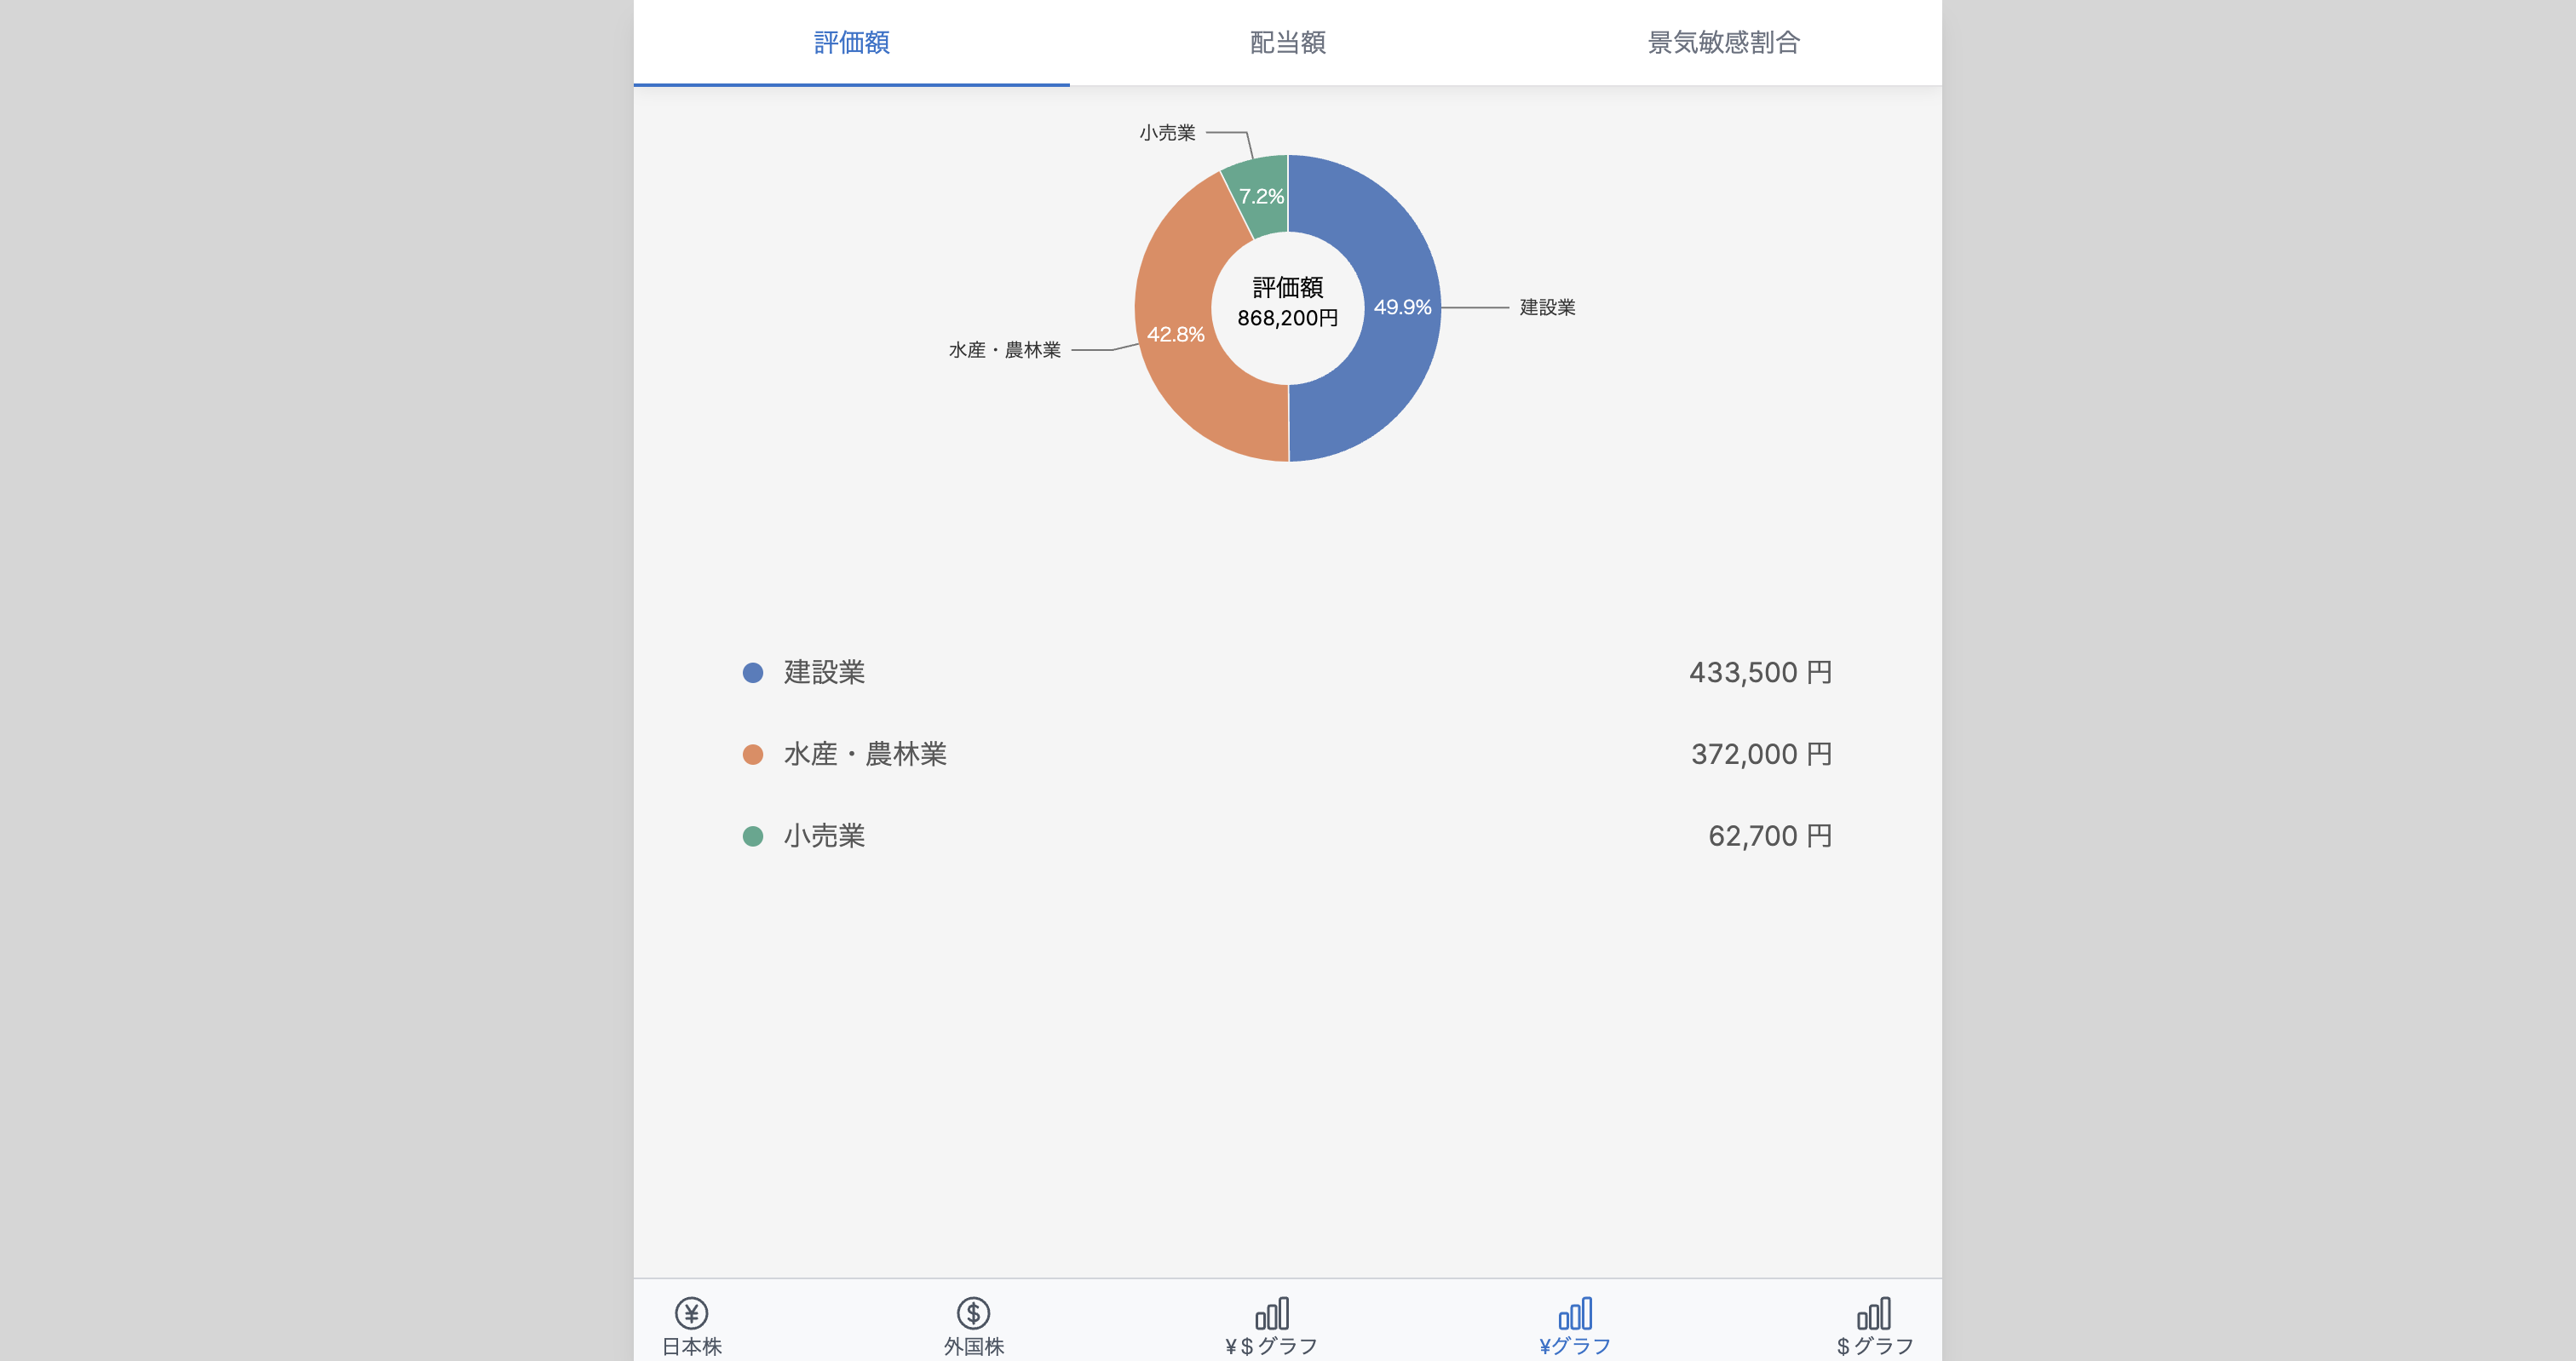 評価額
配当額
景気敏感割合
小売業
7.2%
評価額
868,200円
49.9%
建設業
42.8%
水産・農林業
建設業 433,500 円
水産・農林業 372,000 円
小売業 62,700 円
¥
日本株
$
外国株
¥$グラフ
¥グラフ
$グラフ